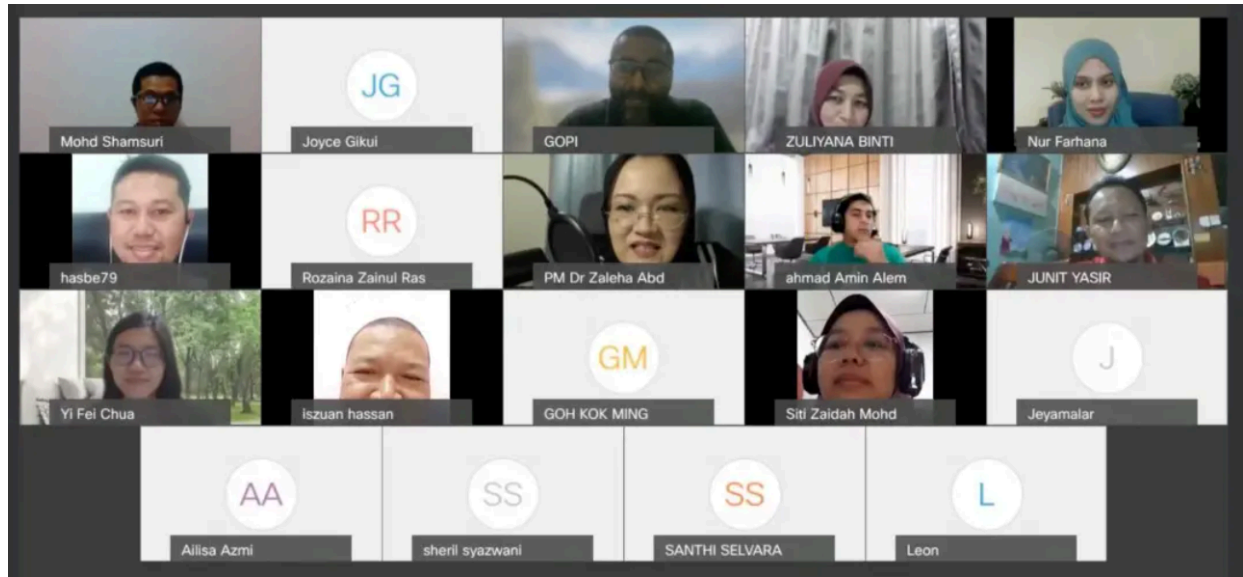 Mohd Shamsuri
JG
Joyce Gikui
GOPI
ZULIYANA BINTI
Nur Farhana
hasbe79
RR
Rozaina Zainul Ras
PM Dr Zaleha Abd
ahmad Amin Alem
JUNIT YASIR
Yi Fei Chua
iszuan hassan
GM
GOH KOK MING
Siti Zaidah Mohd
J
Jeyamalar
AA
Ailisa Azmi
SS
sheril syazwani
SS
SANTHI SELVARA
L
Leon